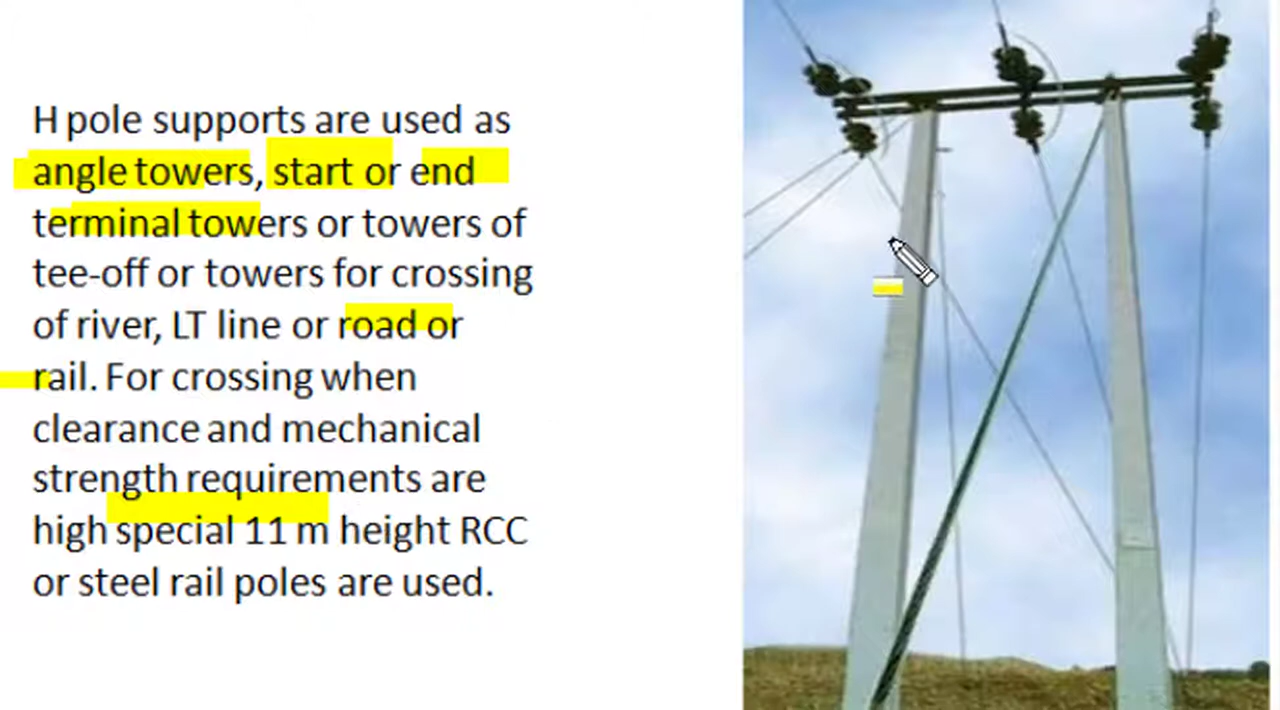 H pole supports are used as
angle towers, start or end
terminal towers or towers of
tee-off or towers for crossing
of river, LT line or road or
rail. For crossing when
clearance and mechanical
strength requirements are
high special 11 m height RCC
or steel rail poles are used.